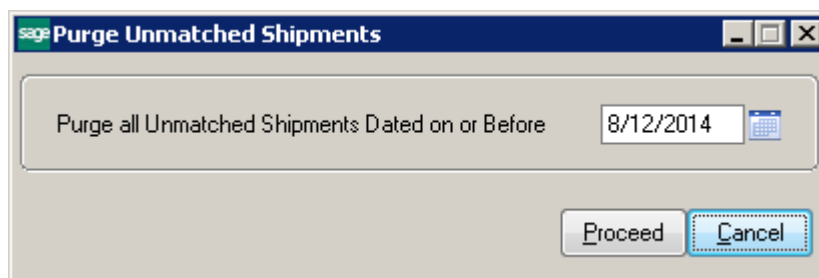 sage Purge Unmatched Shipments
Purge all Unmatched Shipments Dated on or Before 8/12/2014
Proceed Cancel